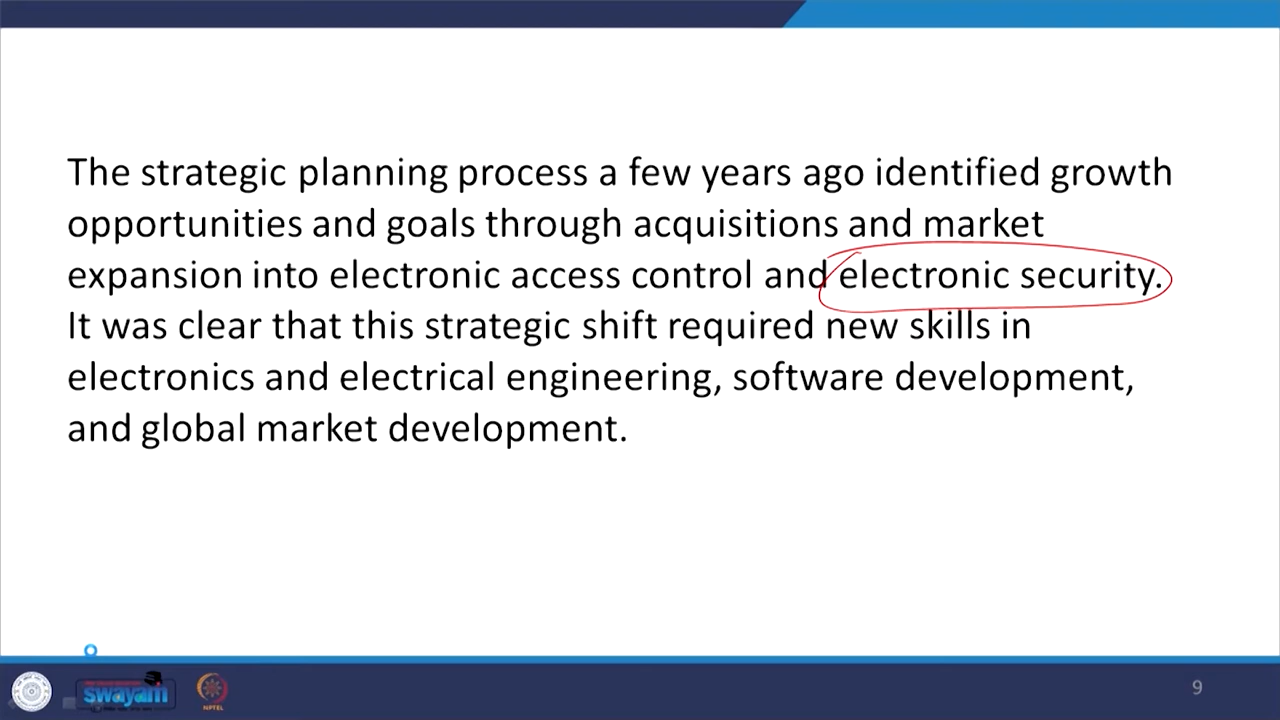 The strategic planning process a few years ago identified growth
opportunities and goals through acquisitions and market
expansion into electronic access control and electronic security.
It was clear that this strategic shift required new skills in
electronics and electrical engineering, software development,
and global market development.
swayam
NPTEL
9